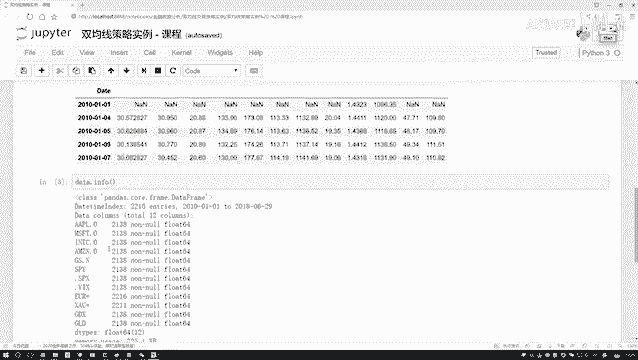 jupyter 双均线策略实例 - 课程 (autosaved)
File Edit View Insert Cell Kernel Widgets Help
Trusted Python 3
Code
Date
2010-01-01 NaN NaN NaN NaN NaN NaN NaN NaN 1.4323 1096.35 NaN NaN
2010-01-04 30.572827 30.950 20.88 133.90 173.08 113.33 1132.99 20.04 1.4411 1120.00 47.71 109.80
2010-01-05 30.625684 30.960 20.87 134.69 176.14 113.63 1136.52 19.35 1.4368 1118.65 48.17 109.70
2010-01-06 30.138541 30.770 20.80 132.25 174.26 113.71 1137.14 19.16 1.4412 1138.50 49.34 111.51
2010-01-07 30.082827 30.452 20.60 130.00 177.67 114.19 1141.69 19.06 1.4318 1131.90 49.10 110.82
In [3]: data.info()
<class 'pandas.core.frame.DataFrame'>
DatetimeIndex: 2216 entries, 2010-01-01 to 2018-06-29
Data columns (total 12 columns):
AAPL.O 2138 non-null float64
MSFT.O 2138 non-null float64
INTC.O 2138 non-null float64
AMZN.O 2138 non-null float64
GS.N 2138 non-null float64
SPY 2138 non-null float64
.SPX 2138 non-null float64
.VIX 2138 non-null float64
EUR= 2216 non-null float64
XAU= 2211 non-null float64
GDX 2138 non-null float64
GLD 2138 non-null float64
dtypes: float64(12)